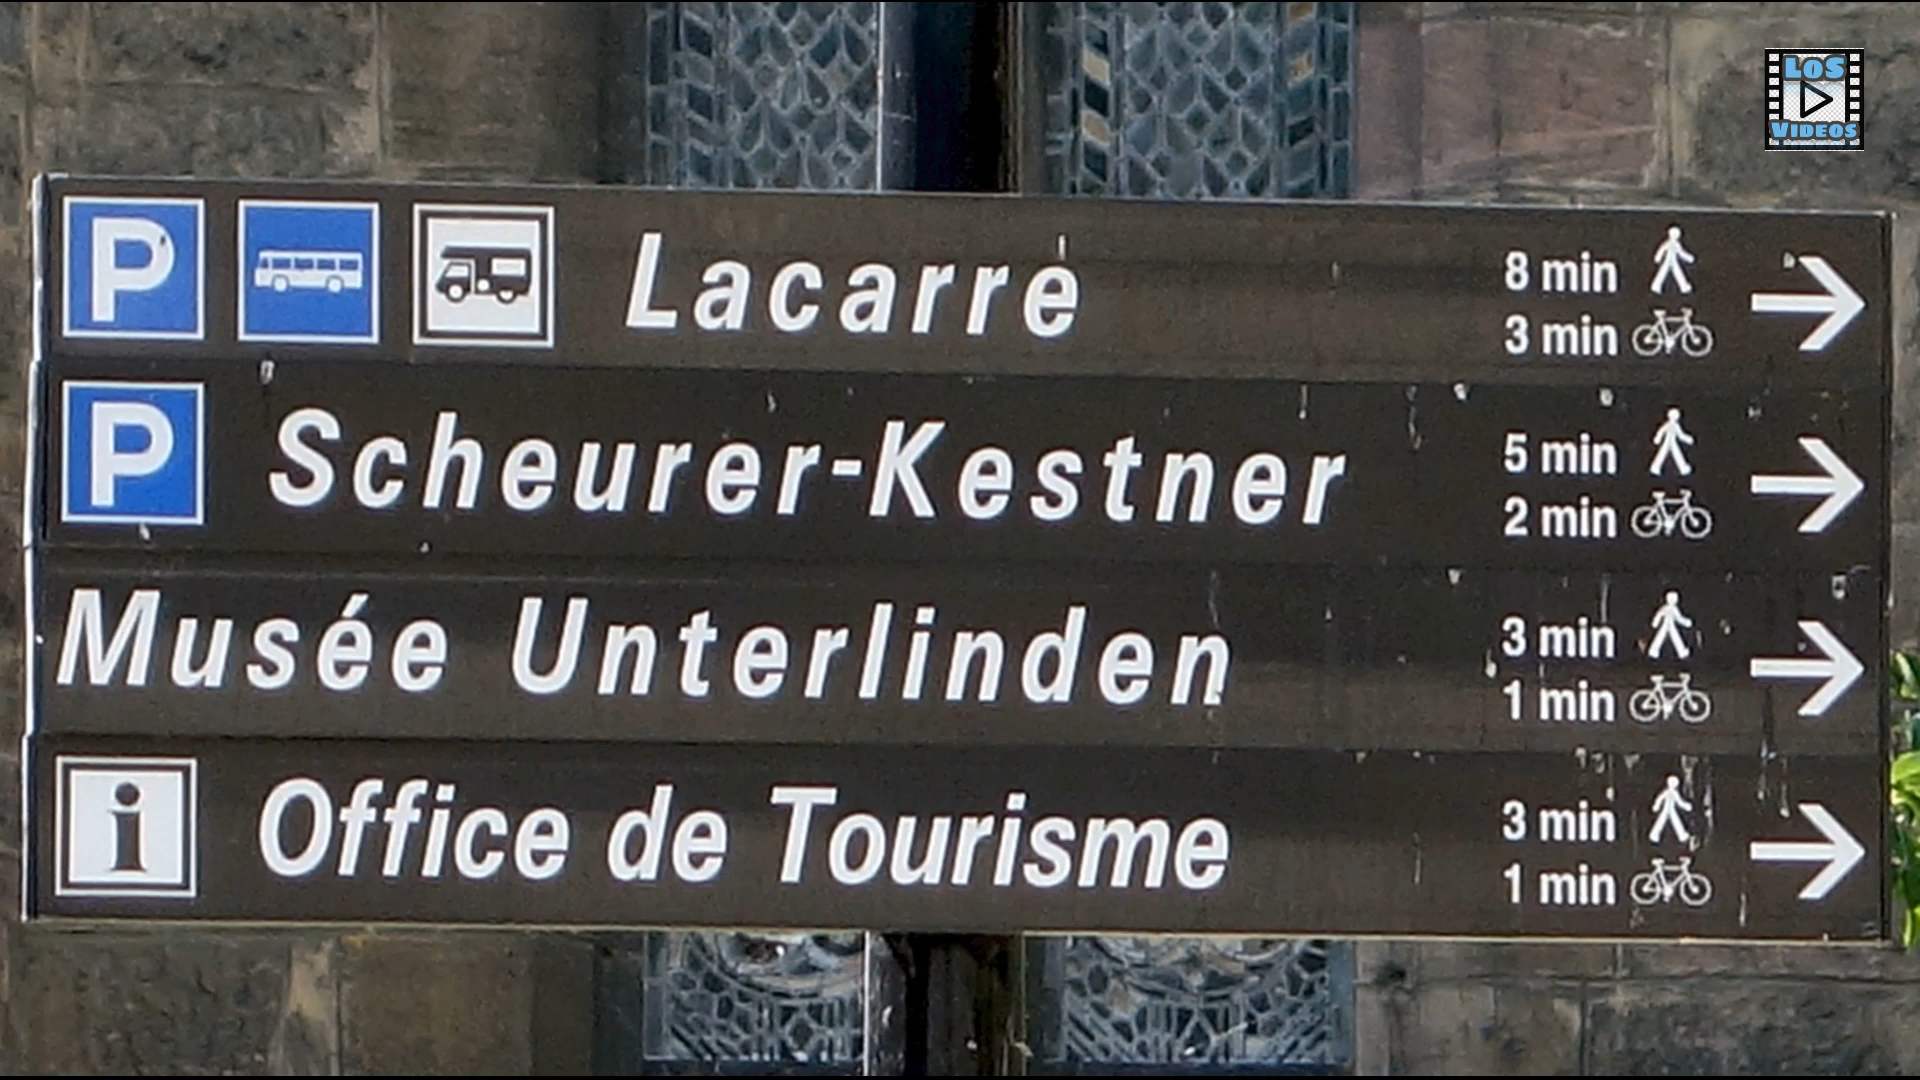 LOS
VIDEOS
P Lacarre 8 min
3 min
P Scheurer-Kestner 5 min
2 min
Musée Unterlinden 3 min
1 min
i Office de Tourisme 3 min
1 min